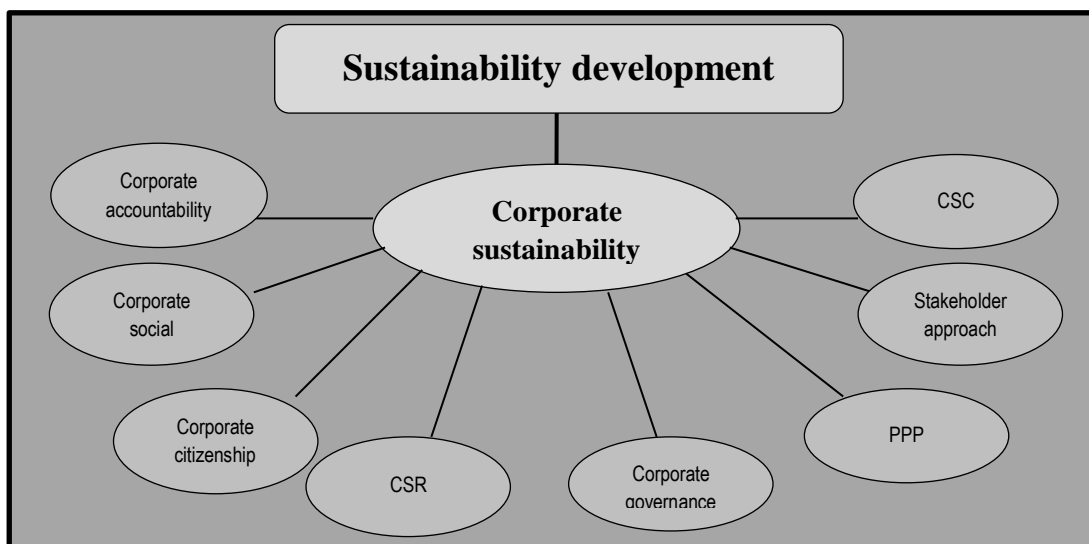 Sustainability development
Corporate
accountability
Corporate
sustainability
CSC
Corporate
social
Stakeholder
approach
Corporate
citizenship
PPP
CSR
Corporate
governance